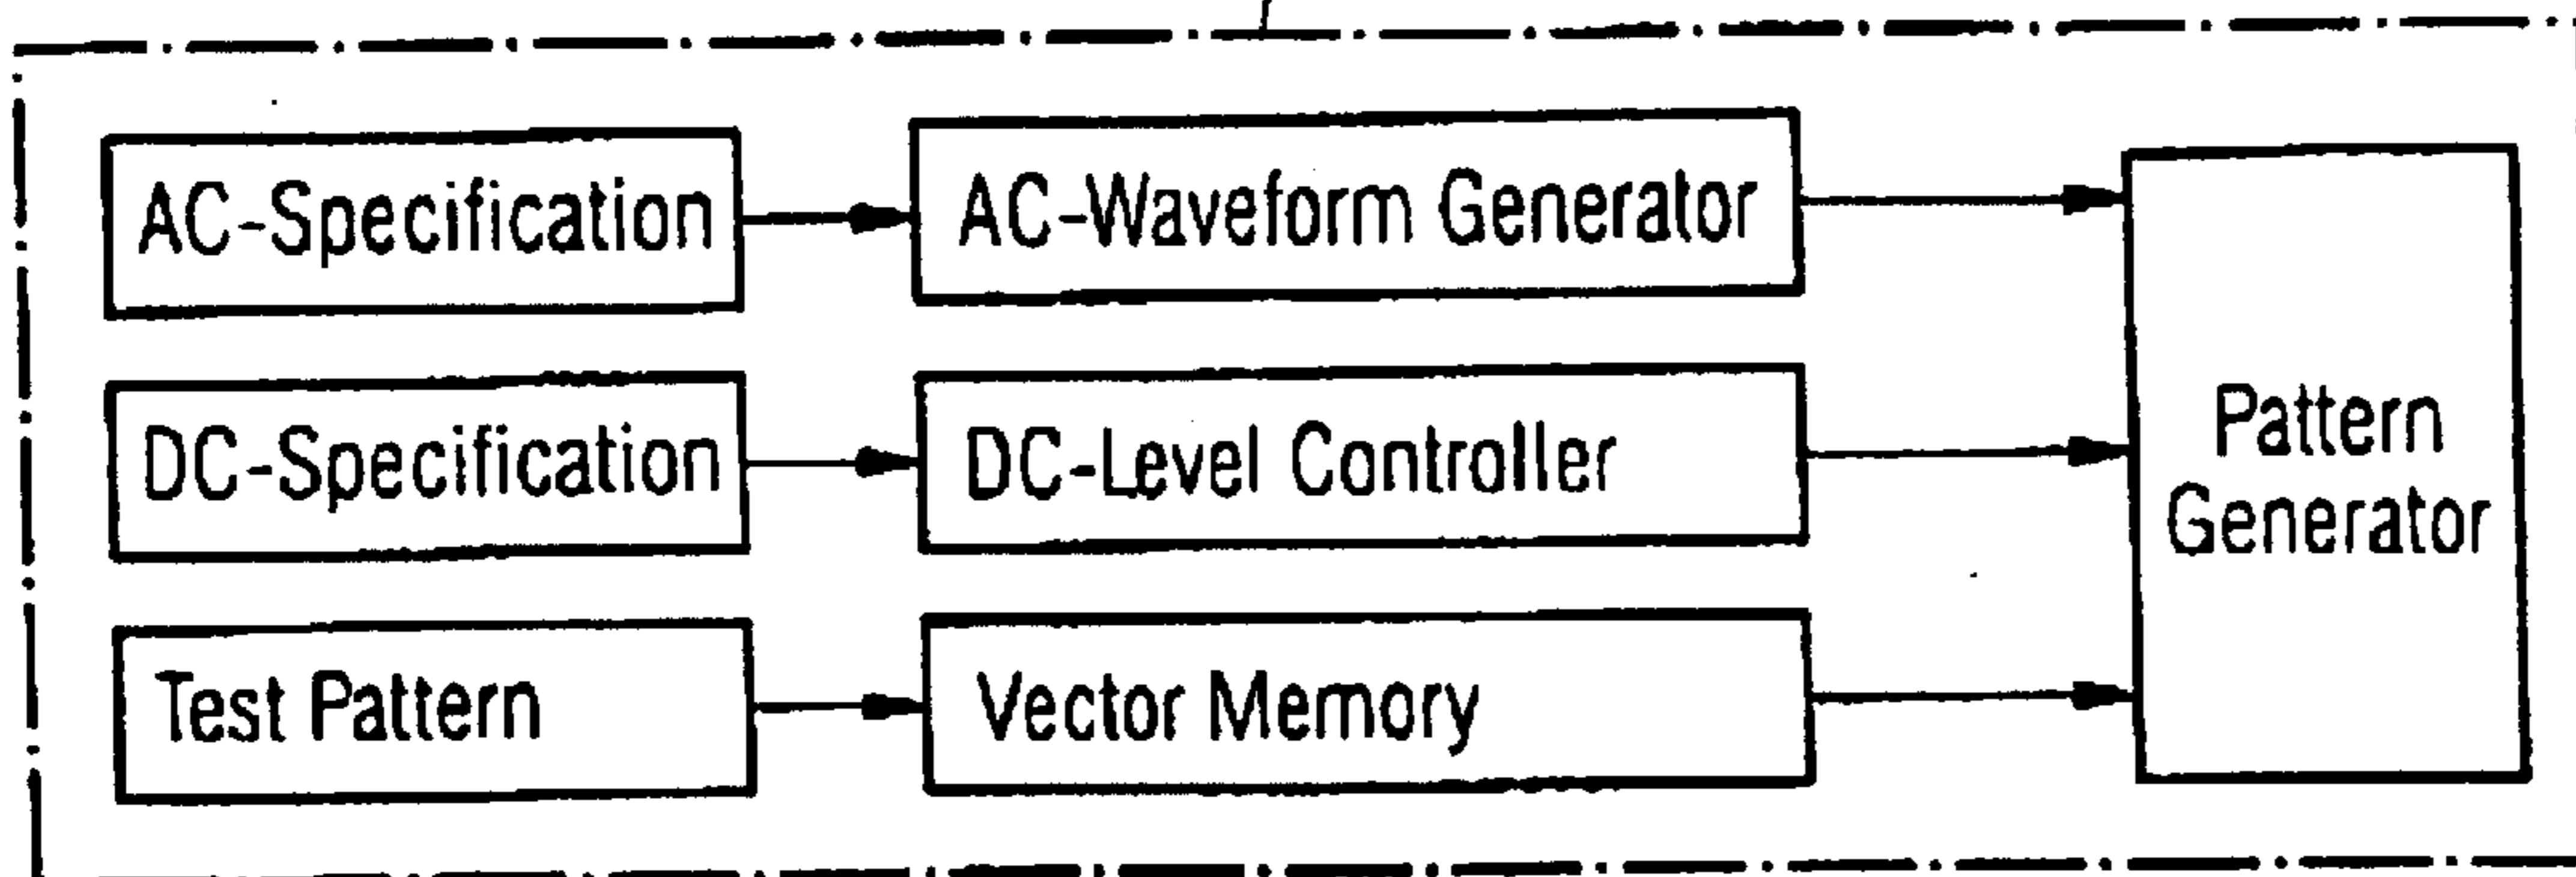 AC-Specification
AC-Waveform Generator
DC-Specification
DC-Level Controller
Test Pattern
Vector Memory
Pattern
Generator